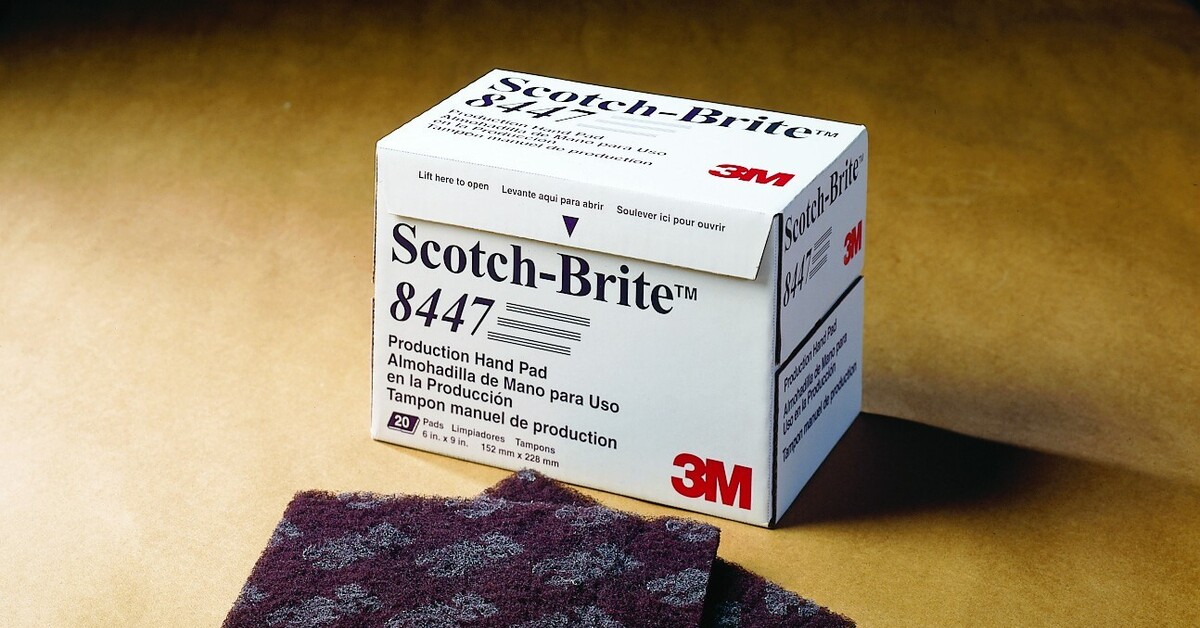 Scotch-Brite™
8447
Production Hand Pad
Almohadilla de Mano para Uso
en la Producción
Tampon manuel de production
3M
Lift here to open Levante aqui para abrir Soulever ici pour ouvrir
Scotch-Brite™
8447
Production Hand Pad
Almohadilla de Mano para Uso
en la Producción
Tampon manuel de production
20 Pads Limpiadores Tampons
6 in. x 9 in. 152 mm x 228 mm
3M
Scotch-Brite™
8447
3M
Production Hand Pad
Almohadilla de Mano para
Uso en la Producción
Tampon manuel de production